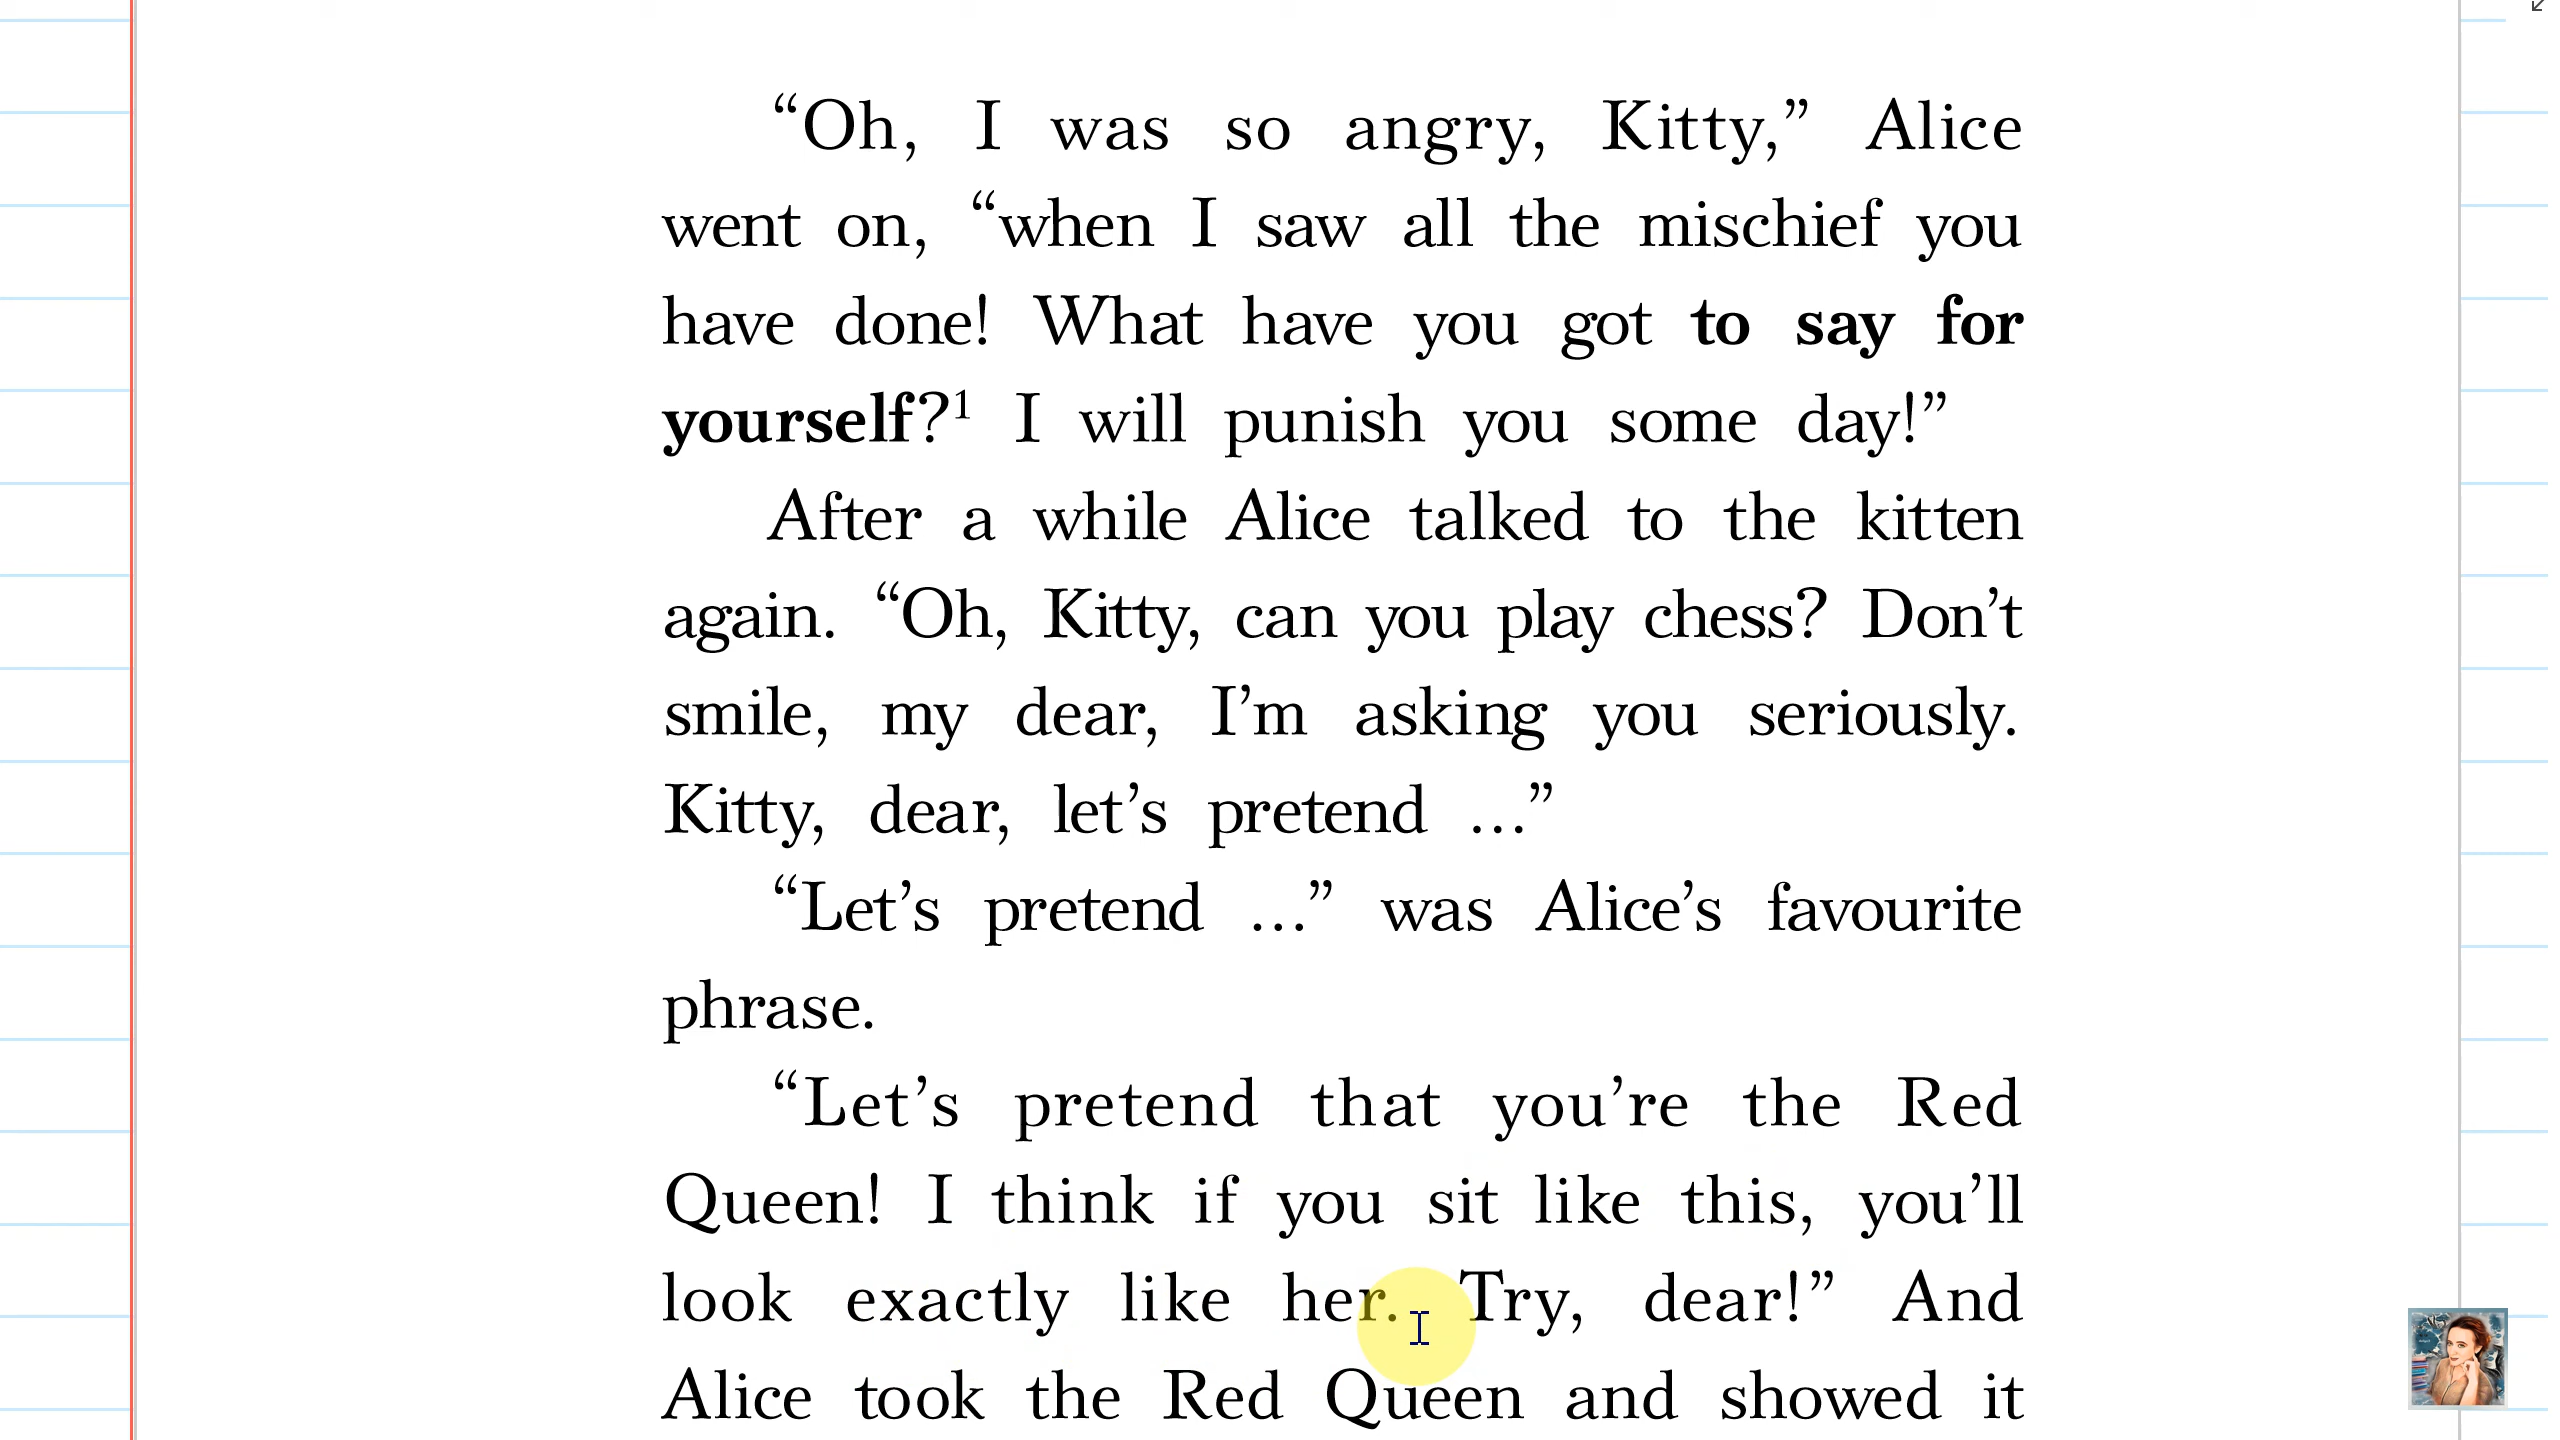 “Oh, I was so angry, Kitty,” Alice
went on, “when I saw all the mischief you
have done! What have you got to say for
yourself?¹ I will punish you some day!”
After a while Alice talked to the kitten
again. “Oh, Kitty, can you play chess? Don’t
smile, my dear, I’m asking you seriously.
Kitty, dear, let’s pretend …”
“Let’s pretend …” was Alice’s favourite
phrase.
“Let’s pretend that you’re the Red
Queen! I think if you sit like this, you’ll
look exactly like her. Try, dear!” And
Alice took the Red Queen and showed it